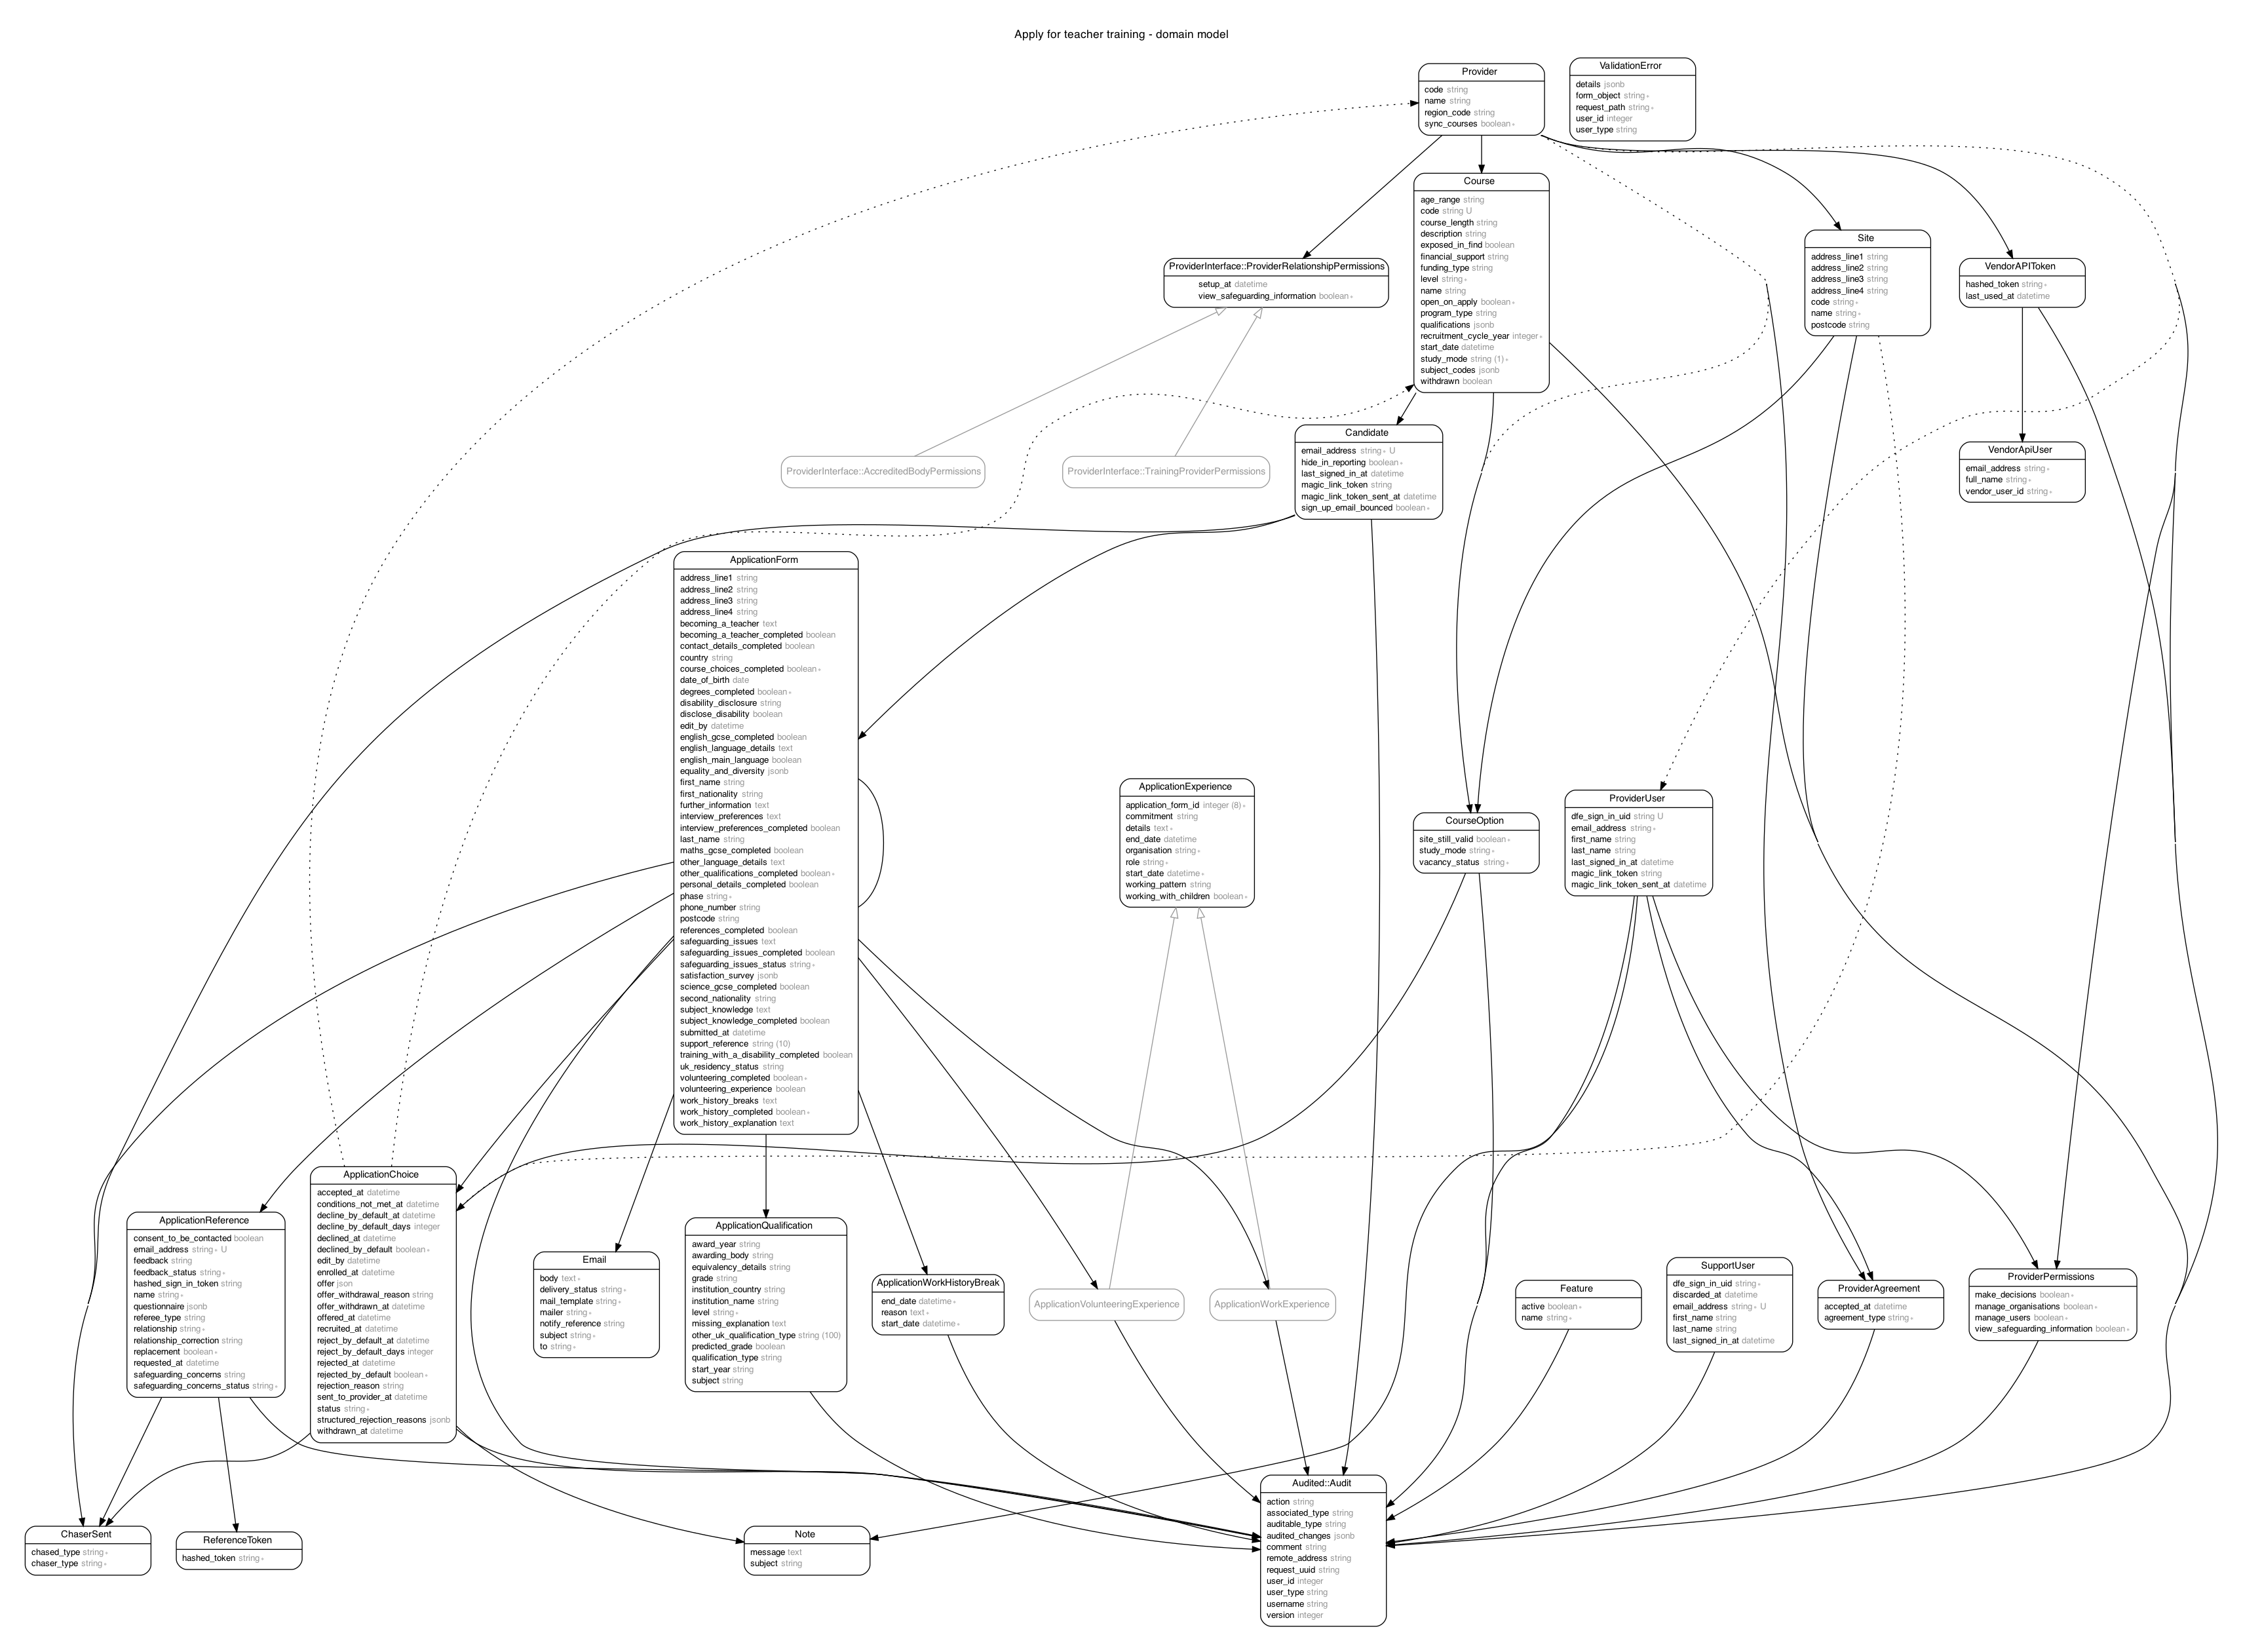 Apply for teacher training - domain model
Provider
code string
name string
region_code string
sync_courses boolean ∗
ValidationError
details jsonb
form_object string ∗
request_path string ∗
user_id integer
user_type string
Course
age_range string
code string U
course_length string
description string
exposed_in_find boolean
financial_support string
funding_type string
level string ∗
name string
open_on_apply boolean ∗
program_type string
qualifications jsonb
recruitment_cycle_year integer ∗
start_date datetime
study_mode string (1) ∗
subject_codes jsonb
withdrawn boolean
Site
address_line1 string
address_line2 string
address_line3 string
address_line4 string
code string ∗
name string ∗
postcode string
ProviderInterface::ProviderRelationshipPermissions
setup_at datetime
view_safeguarding_information boolean ∗
VendorAPIToken
hashed_token string ∗
last_used_at datetime
ProviderInterface::AccreditedBodyPermissions
ProviderInterface::TrainingProviderPermissions
Candidate
email_address string ∗ U
hide_in_reporting boolean ∗
last_signed_in_at datetime
magic_link_token string
magic_link_token_sent_at datetime
sign_up_email_bounced boolean ∗
VendorApiUser
email_address string ∗
full_name string ∗
vendor_user_id string ∗
ApplicationForm
address_line1 string
address_line2 string
address_line3 string
address_line4 string
becoming_a_teacher text
becoming_a_teacher_completed boolean
contact_details_completed boolean
country string
course_choices_completed boolean ∗
date_of_birth date
degrees_completed boolean ∗
disability_disclosure string
disclose_disability boolean
edit_by datetime
english_gcse_completed boolean
english_language_details text
english_main_language boolean
equality_and_diversity jsonb
first_name string
first_nationality string
further_information text
interview_preferences text
interview_preferences_completed boolean
last_name string
maths_gcse_completed boolean
other_language_details text
other_qualifications_completed boolean ∗
personal_details_completed boolean
phase string ∗
phone_number string
postcode string
references_completed boolean
safeguarding_issues text
safeguarding_issues_completed boolean
safeguarding_issues_status string ∗
satisfaction_survey jsonb
science_gcse_completed boolean
second_nationality string
subject_knowledge text
subject_knowledge_completed boolean
submitted_at datetime
support_reference string (10)
training_with_a_disability_completed boolean
uk_residency_status string
volunteering_completed boolean ∗
volunteering_experience boolean
work_history_breaks text
work_history_completed boolean ∗
work_history_explanation text
ApplicationExperience
application_form_id integer (8) ∗
commitment string
details text ∗
end_date datetime
organisation string ∗
role string ∗
start_date datetime ∗
working_pattern string
working_with_children boolean ∗
CourseOption
site_still_valid boolean ∗
study_mode string ∗
vacancy_status string ∗
ProviderUser
dfe_sign_in_uid string U
email_address string ∗
first_name string
last_name string
last_signed_in_at datetime
magic_link_token string
magic_link_token_sent_at datetime
ApplicationChoice
accepted_at datetime
conditions_not_met_at datetime
decline_by_default_at datetime
decline_by_default_days integer
declined_at datetime
declined_by_default boolean ∗
edit_by datetime
enrolled_at datetime
offer json
offer_withdrawal_reason string
offer_withdrawn_at datetime
offered_at datetime
recruited_at datetime
reject_by_default_at datetime
reject_by_default_days integer
rejected_at datetime
rejected_by_default boolean ∗
rejection_reason string
sent_to_provider_at datetime
status string ∗
structured_rejection_reasons jsonb
withdrawn_at datetime
ApplicationReference
consent_to_be_contacted boolean
email_address string ∗ U
feedback string
feedback_status string ∗
hashed_sign_in_token string
name string ∗
questionnaire jsonb
referee_type string
relationship string ∗
relationship_correction string
replacement boolean ∗
requested_at datetime
safeguarding_concerns string
safeguarding_concerns_status string ∗
Email
body text ∗
delivery_status string ∗
mail_template string ∗
mailer string ∗
notify_reference string
subject string ∗
to string ∗
ApplicationQualification
award_year string
awarding_body string
equivalency_details string
grade string
institution_country string
institution_name string
level string ∗
missing_explanation text
other_uk_qualification_type string (100)
predicted_grade boolean
qualification_type string
start_year string
subject string
ApplicationWorkHistoryBreak
end_date datetime ∗
reason text ∗
start_date datetime ∗
ApplicationVolunteeringExperience
ApplicationWorkExperience
Feature
active boolean ∗
name string ∗
SupportUser
dfe_sign_in_uid string ∗
discarded_at datetime
email_address string ∗ U
first_name string
last_name string
last_signed_in_at datetime
ProviderAgreement
accepted_at datetime
agreement_type string ∗
ProviderPermissions
make_decisions boolean ∗
manage_organisations boolean ∗
manage_users boolean ∗
view_safeguarding_information boolean ∗
ChaserSent
chased_type string ∗
chaser_type string ∗
ReferenceToken
hashed_token string ∗
Note
message text
subject string
Audited::Audit
action string
associated_type string
auditable_type string
audited_changes jsonb
comment string
remote_address string
request_uuid string
user_id integer
user_type string
username string
version integer